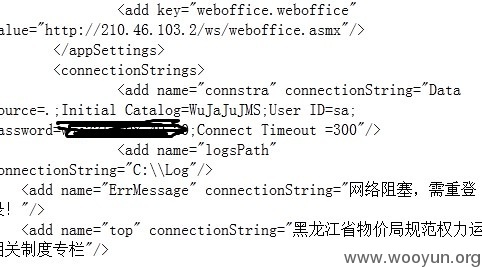 <add key="weboffice.weboffice"
alue="http://210.46.103.2/ws/weboffice.asmx"/>
</appSettings>
<connectionStrings>
<add name="connstra" connectionString="Data
ource=.;Initial Catalog=WuJaJuJMS;User ID=sa;
assword= ;Connect Timeout =300"/>
<add name="logsPath"
onnectionString="C:\\Log"/>
<add name="ErrMessage" connectionString="网络阻塞，需重登
录！"/>
<add name="top" connectionString="黑龙江省物价局规范权力运
相关制度专栏"/>
www.wooyun.org